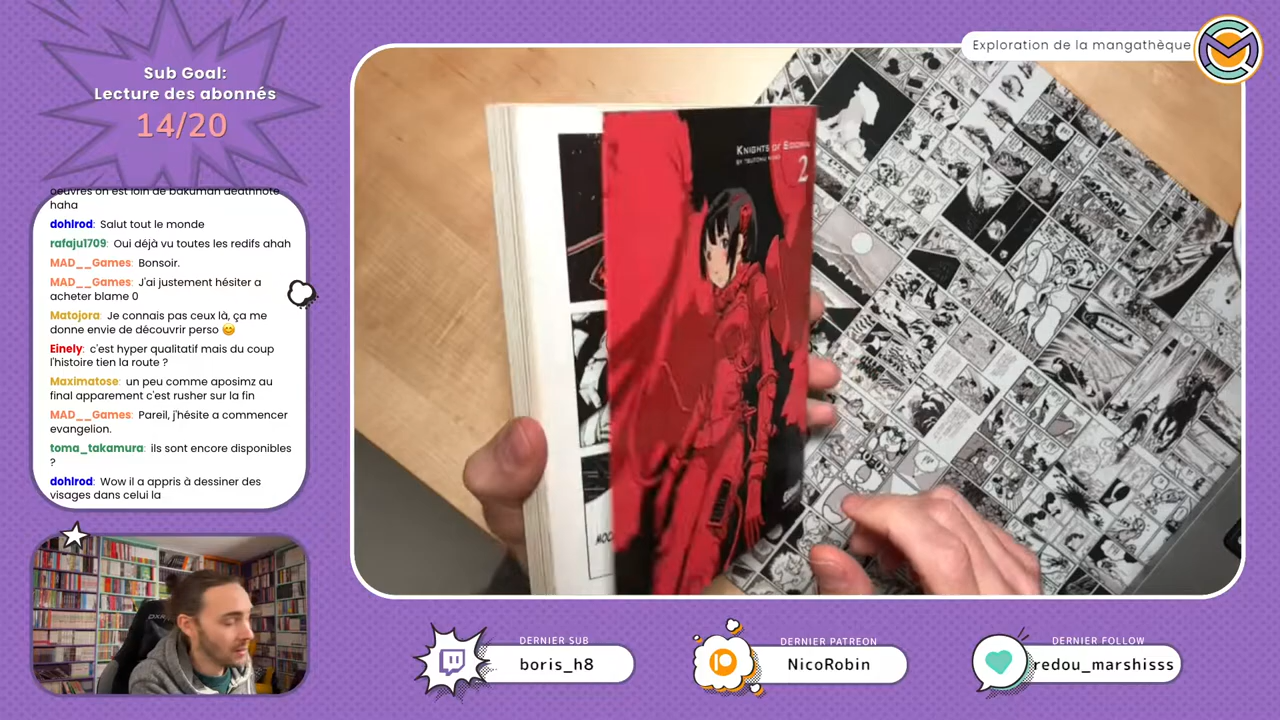 Sub Goal:
Lecture des abonnés
14/20
oeuvres on est loin de bakuman deathnote
haha
dohlrod: Salut tout le monde
rafaju1709: Oui déjà vu toutes les redifs ahah
MAD__Games: Bonsoir.
MAD__Games: J'ai justement hésiter a
acheter blame 0
Matojora: Je connais pas ceux là, ça me
donne envie de découvrir perso 😊
Einely: c'est hyper qualitatif mais du coup
l'histoire tien la route ?
Maximatose: un peu comme aposimz au
final apparement c'est rusher sur la fin
MAD__Games: Pareil, j'hésite a commencer
evangelion.
toma_takamura: ils sont encore disponibles
?
dohlrod: Wow il a appris à dessiner des
visages dans celui la
Exploration de la mangathèque
KNIGHTS OF SIDONIA
2
DERNIER SUB
boris_h8
DERNIER PATREON
NicoRobin
DERNIER FOLLOW
redou_marshisss